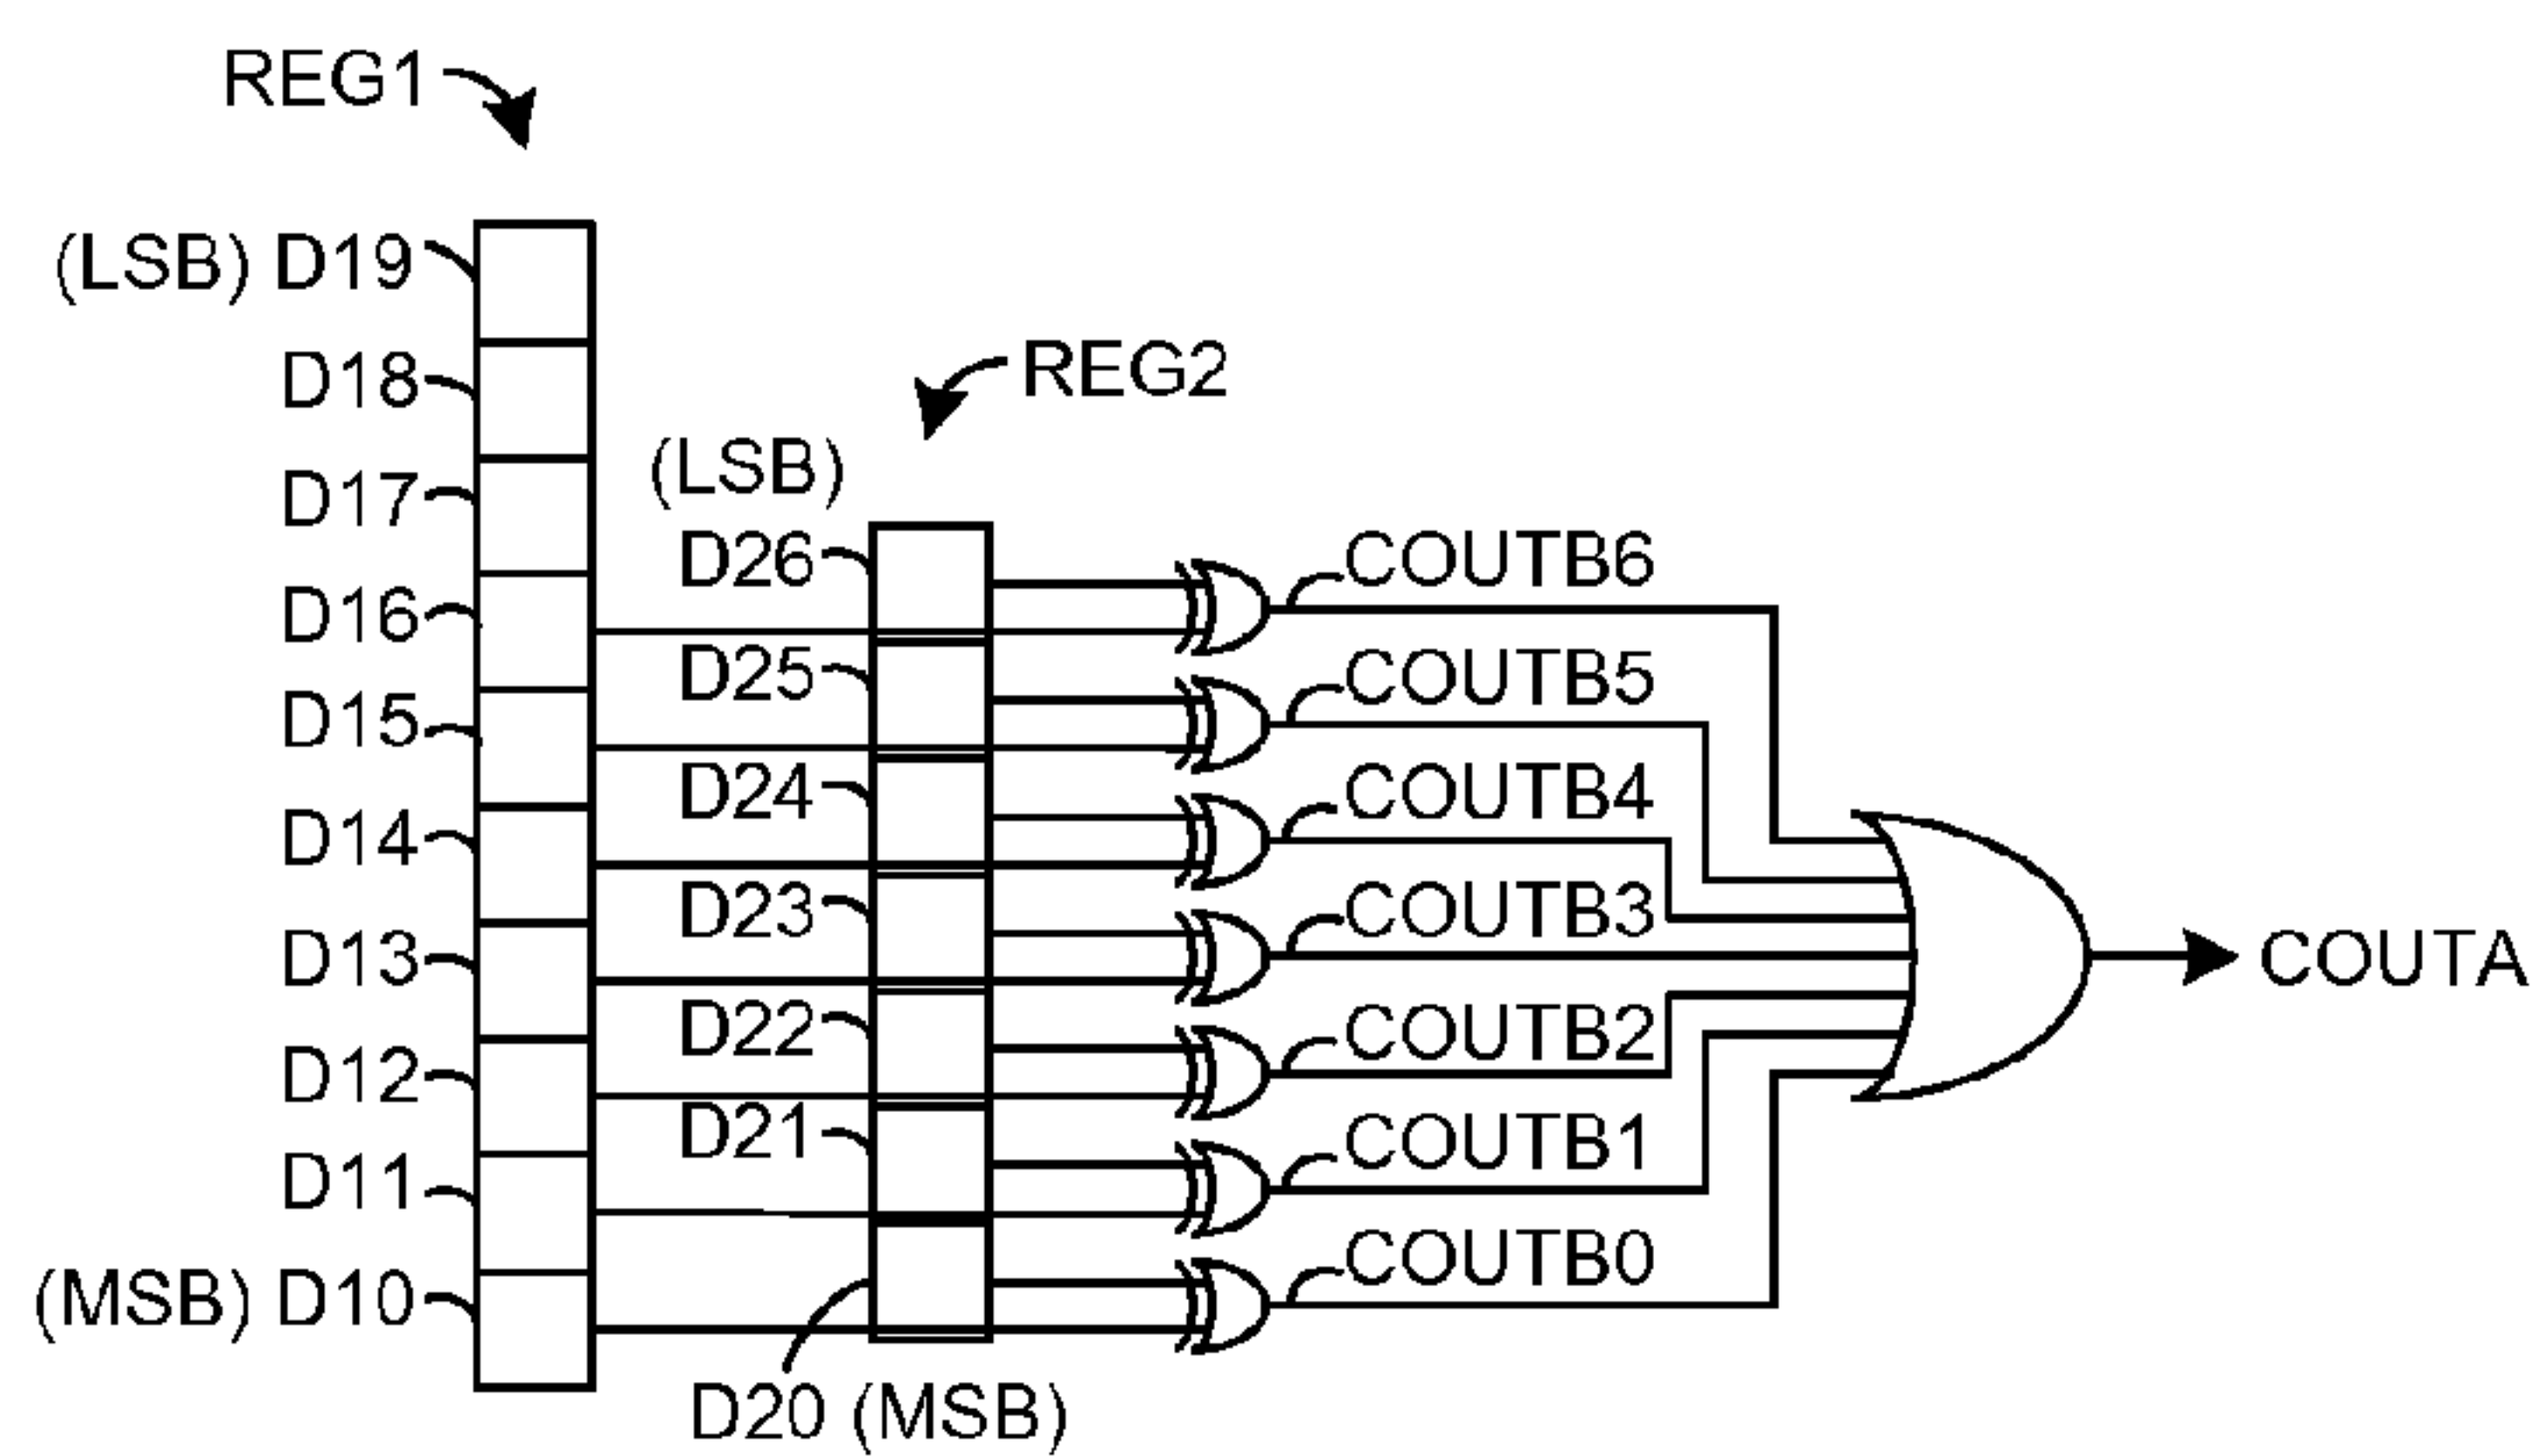 REG1
(LSB) D19
D18
D17
D16
D15
D14
D13
D12
D11
(MSB) D10
REG2
(LSB)
D26
D25
D24
D23
D22
D21
D20 (MSB)
COUTB6
COUTB5
COUTB4
COUTB3
COUTB2
COUTB1
COUTB0
COUTA